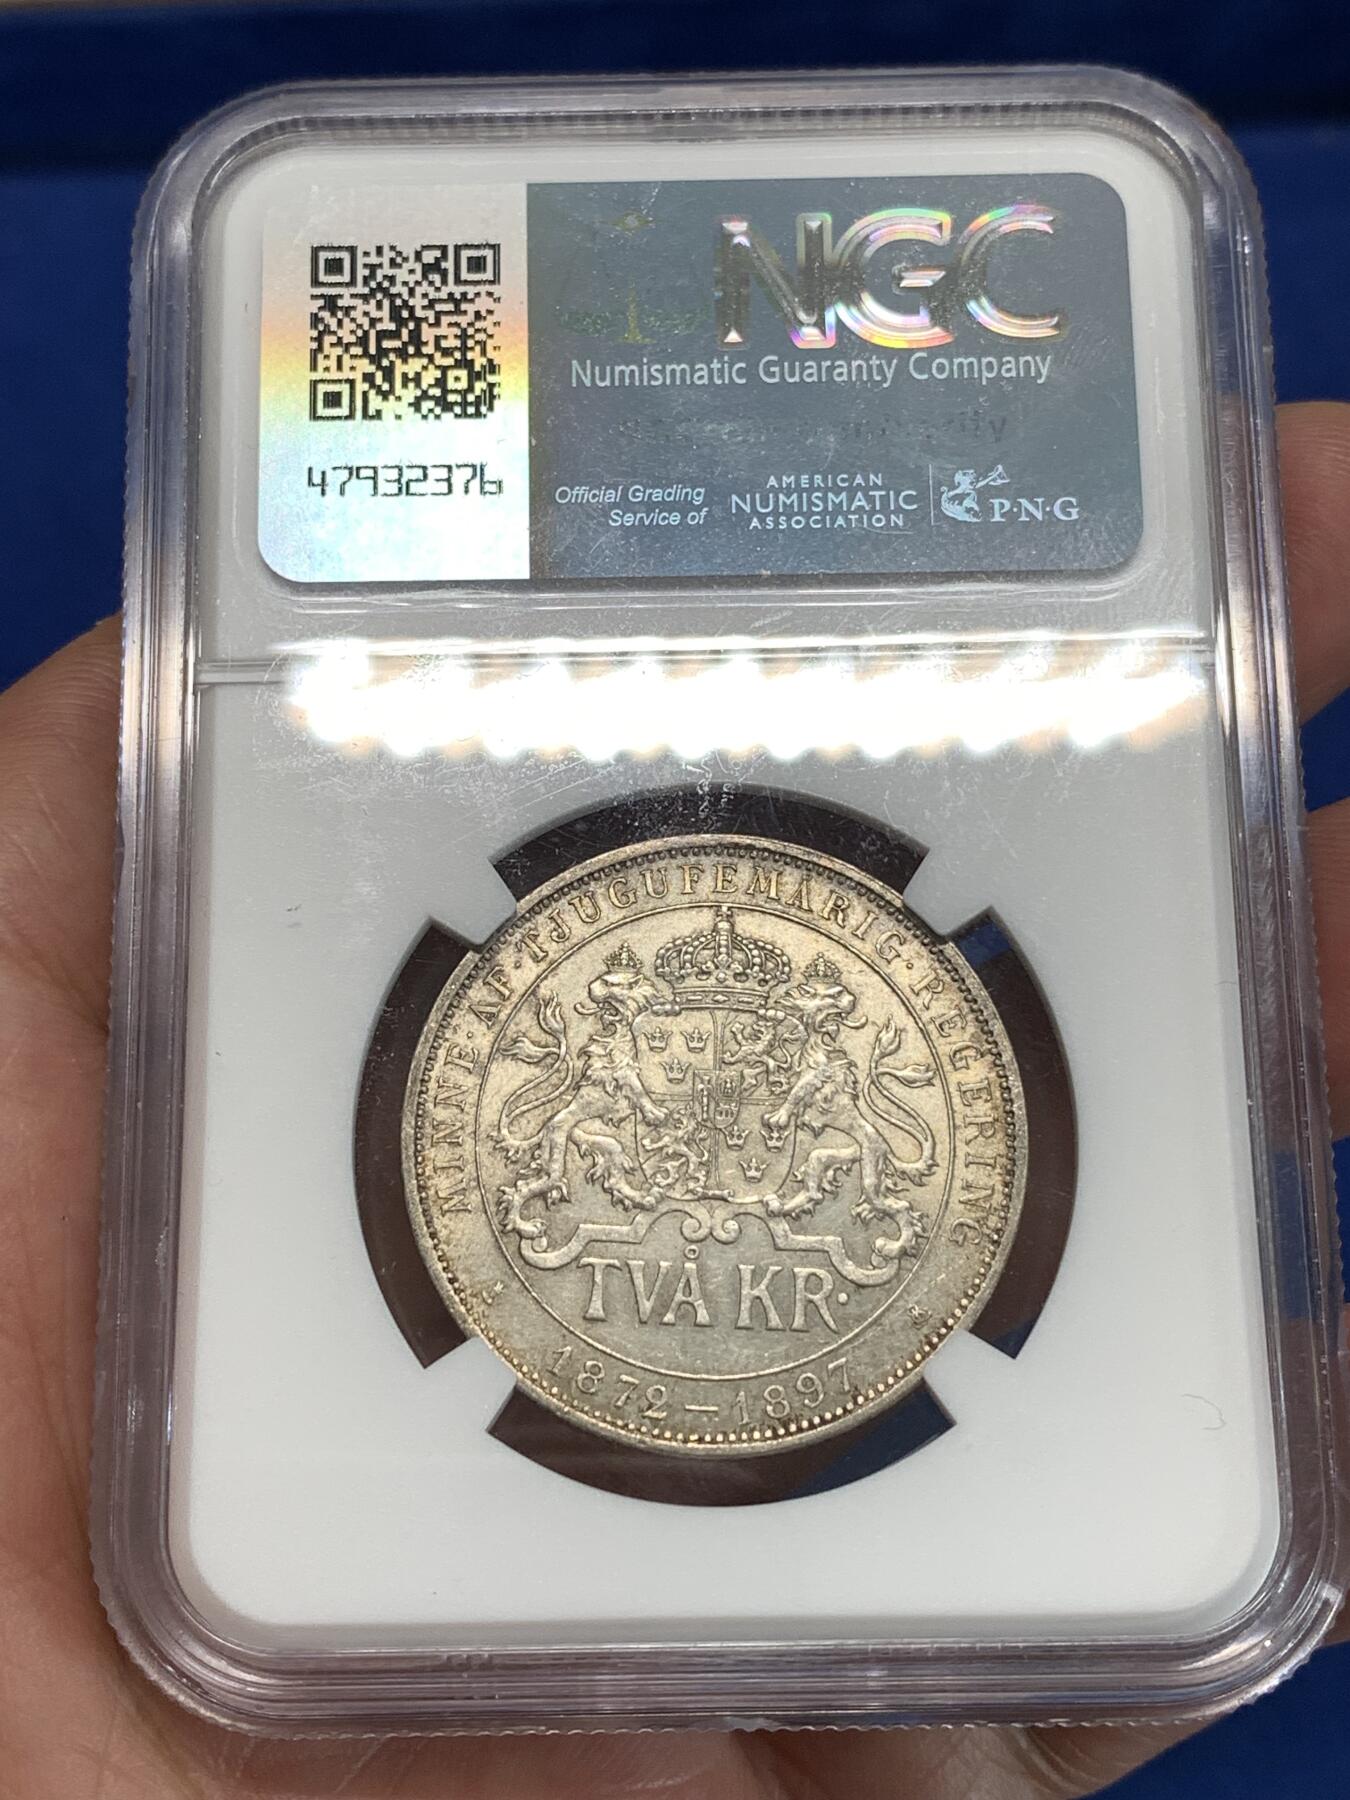 NGC
Numismatic Guaranty Company
47932376
Official Grading
Service of
AMERICAN
NUMISMATIC
ASSOCIATION
P·N·G
MINNE·AF·TJUGUFEMÅRIG·REGERING
TVÅ KR.
1872–1897